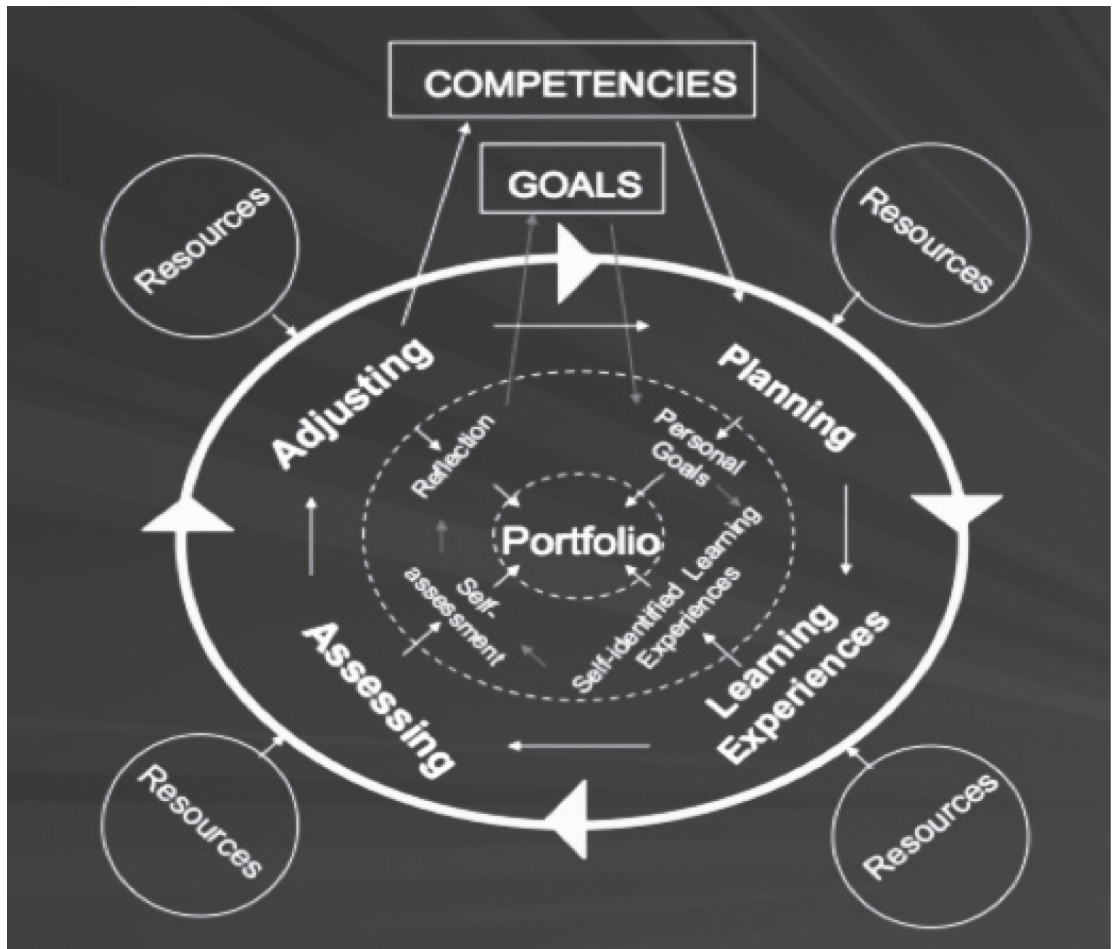 COMPETENCIES
GOALS
Resources
Resources
Adjusting
Planning
Reflection
Personal
Goals
Portfolio
Self-
assessment
Self-identified Learning
Experiences
Assessing
Learning
Experiences
Resources
Resources